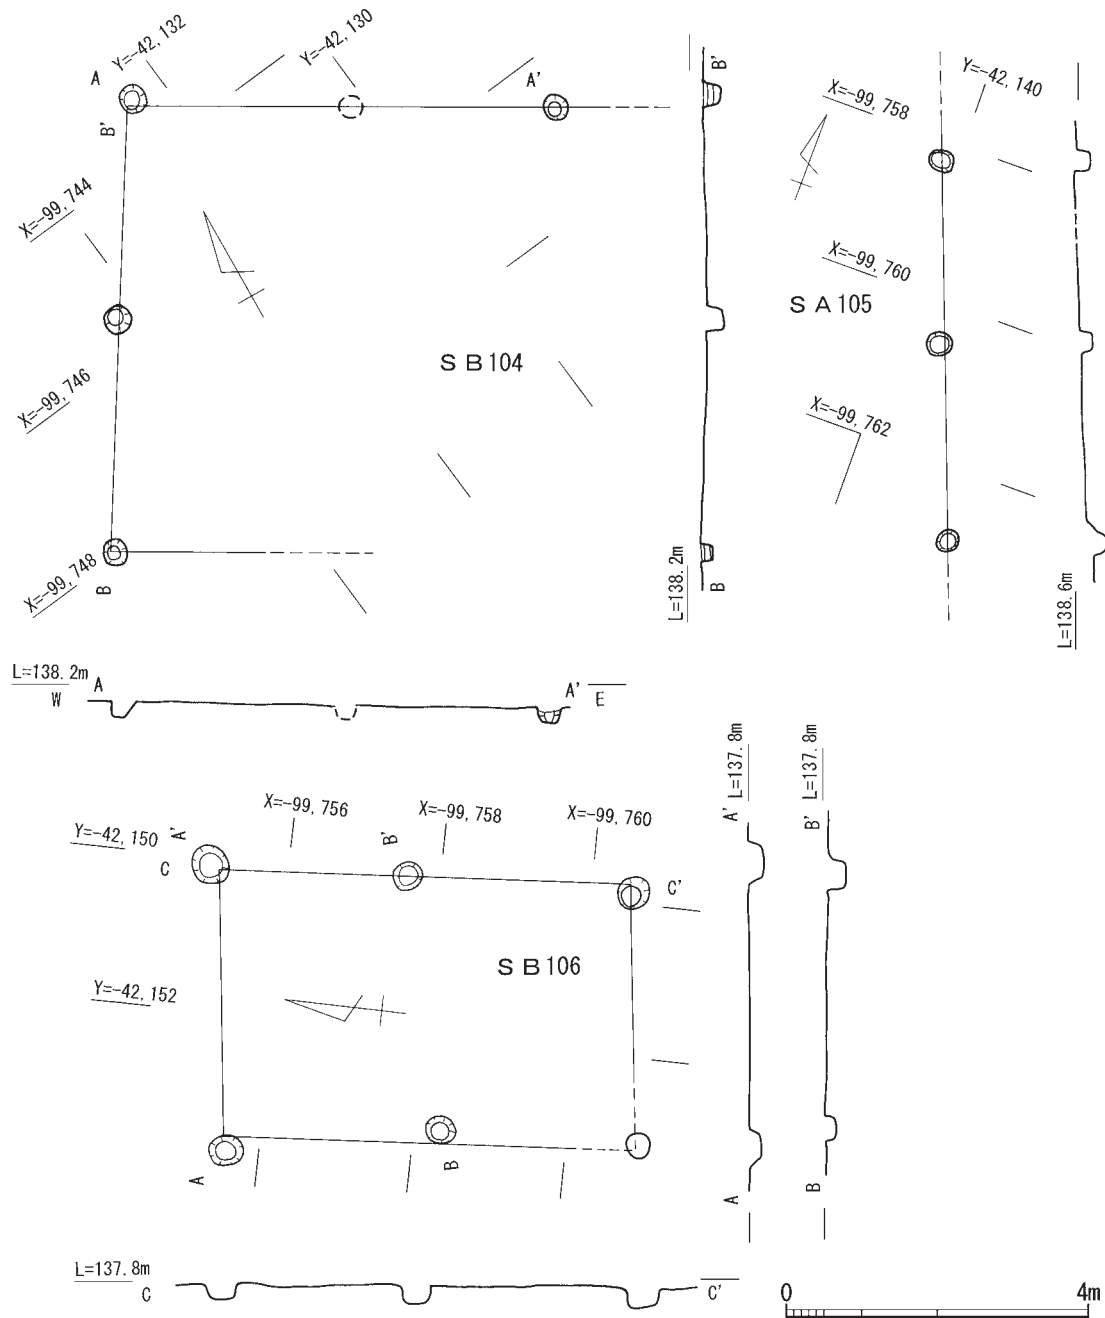 Y=-42, 132
Y=-42, 130
A
A'
B'
B'
X=-99, 744
X=-99, 746
X=-99, 748
B
B
S B 104
L=138. 2m
Y=-42, 140
X=-99, 758
X=-99, 760
S A 105
X=-99, 762
L=138. 6m
L=138. 2m
A
W
A'
E
X=-99, 756
X=-99, 758
X=-99, 760
Y=-42, 150
A'
C
B'
C'
Y=-42, 152
S B 106
A
B
A'
L=137. 8m
B'
L=137. 8m
A
B
L=137. 8m
C
C'
0
4m